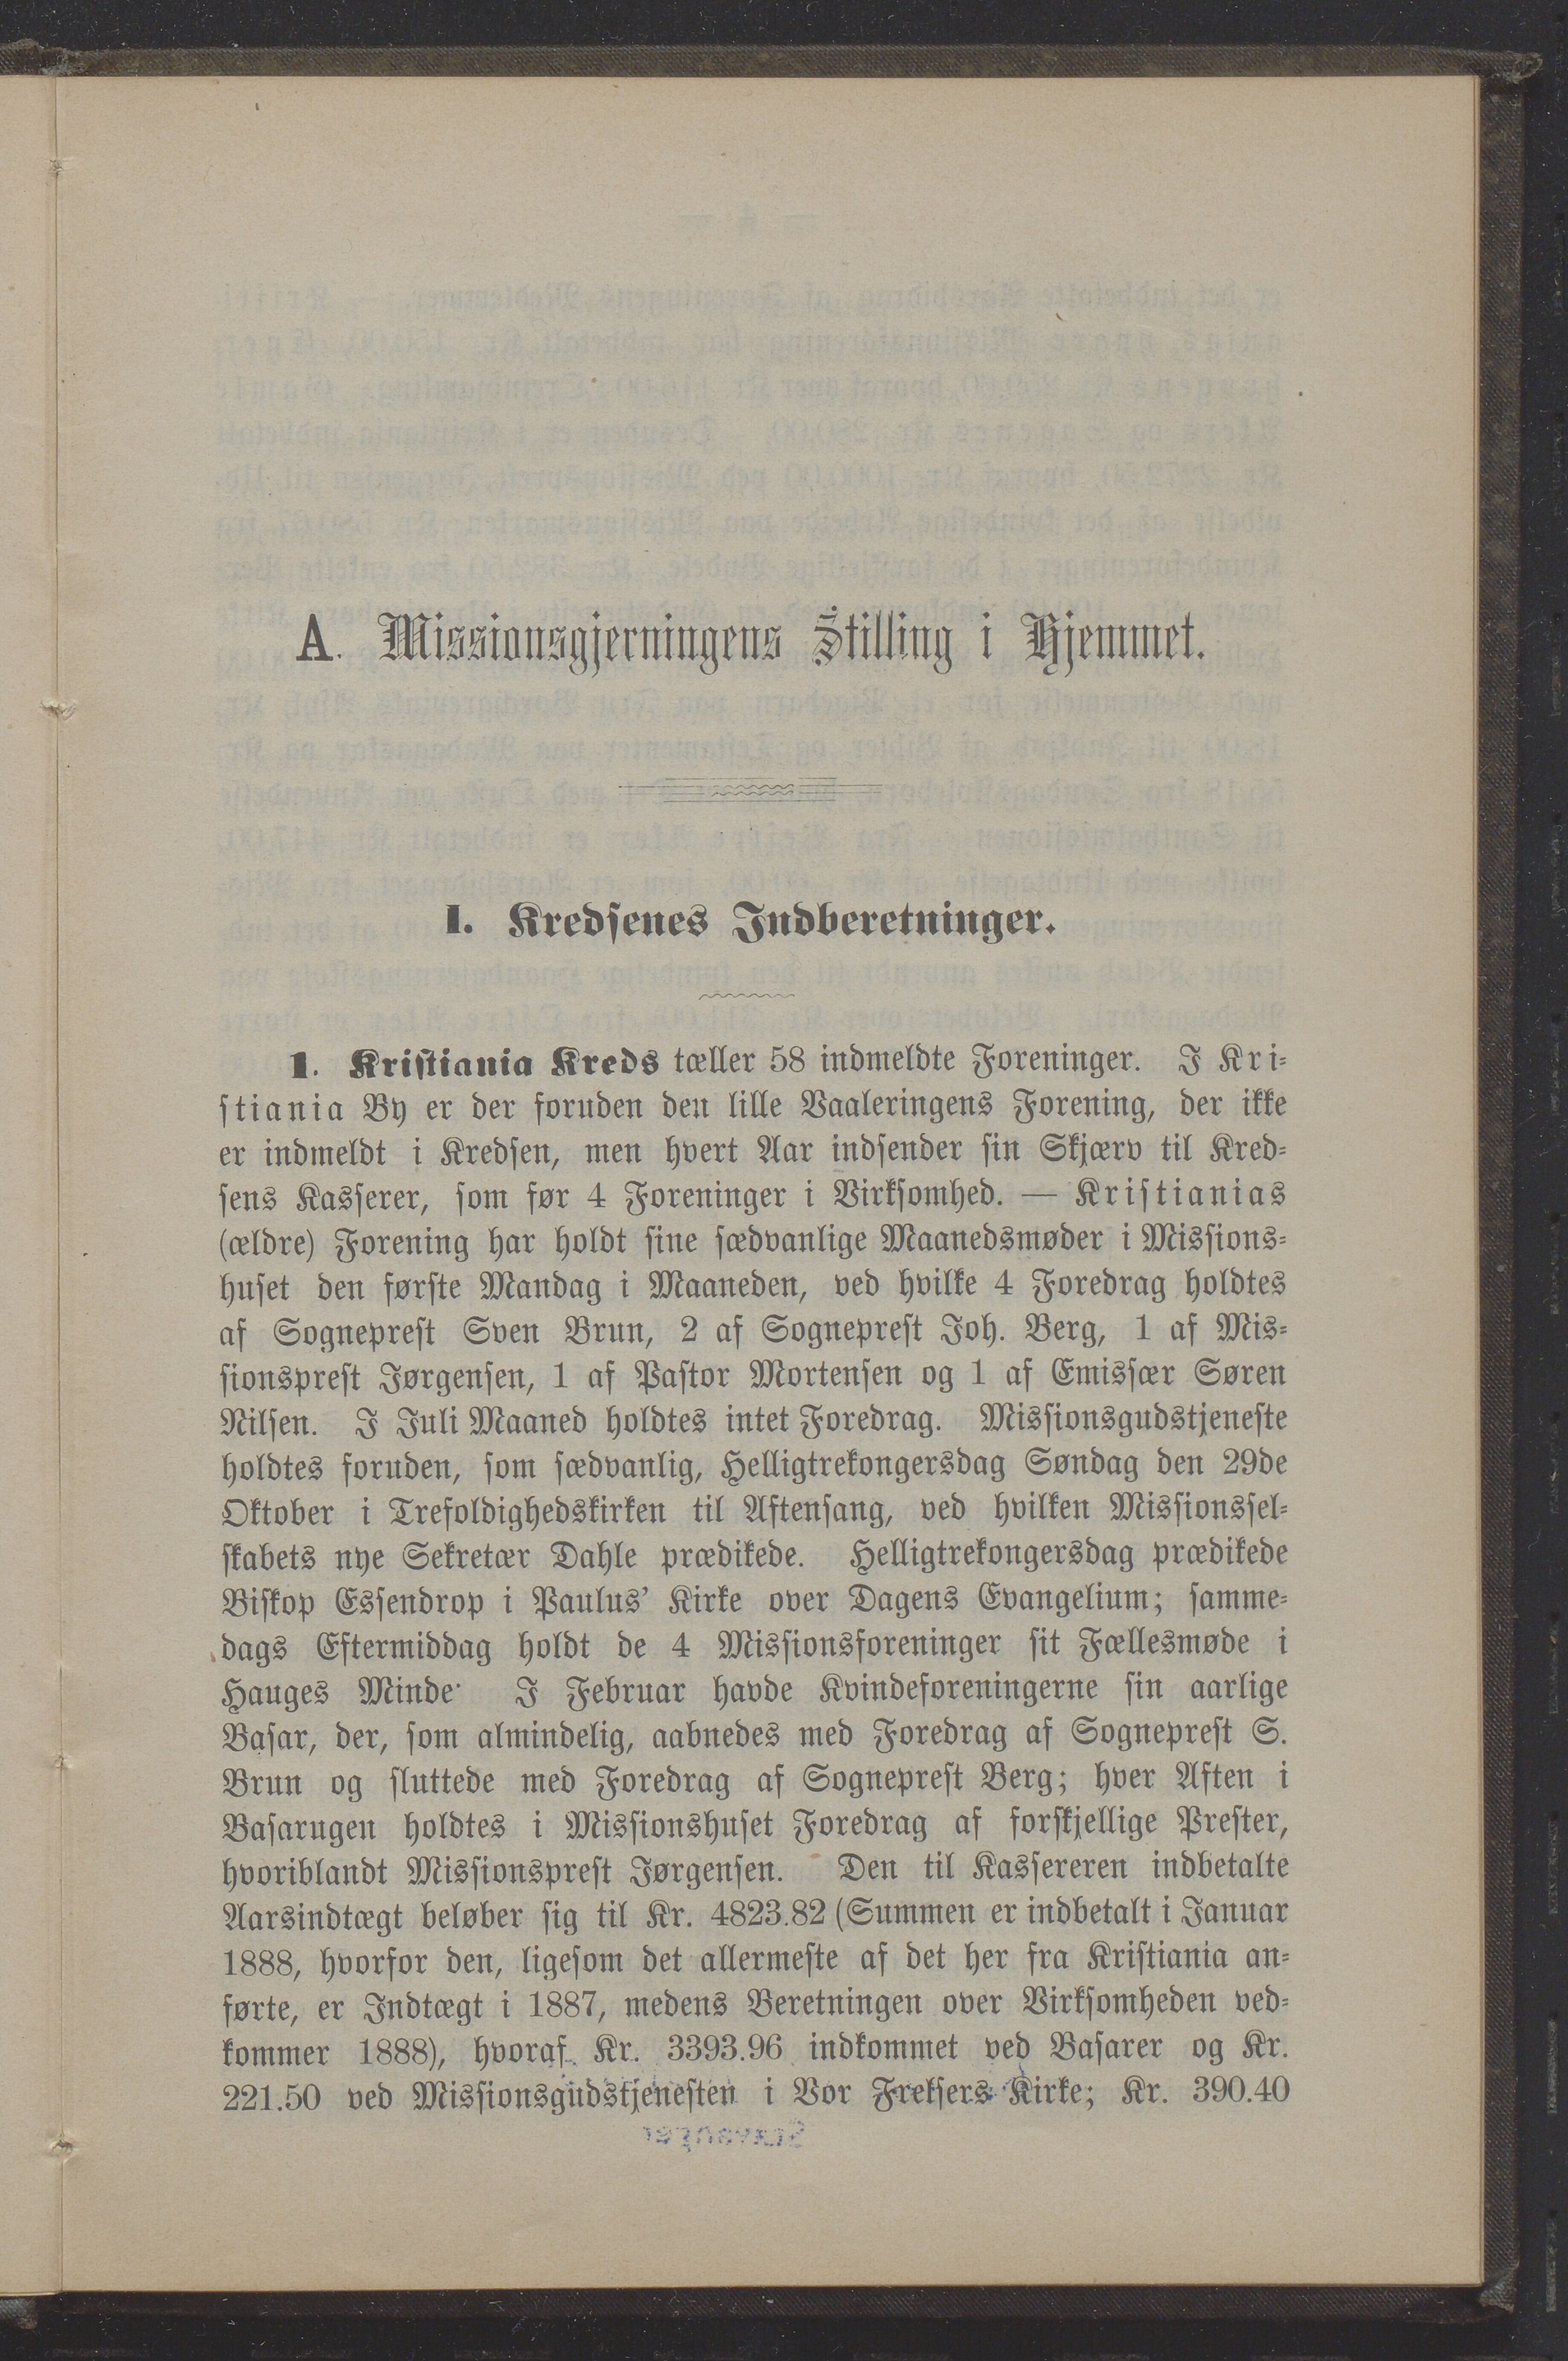 A. Missionsgjerningens Stilling i Hjemmet.
I. Kredsenes Indberetninger.
1. Kristiania Kreds tæller 58 indmeldte Foreninger. I Kri-
stiania By er der foruden den lille Vaaleringens Forening, der ikke
er indmeldt i Kredsen, men hvert Aar indsender sin Skjærv til Kred-
sens Kasserer, som før 4 Foreninger i Virksomhed. — Kristianias
(ældre) Forening har holdt sine sædvanlige Maanedsmøder i Missions-
huset den første Mandag i Maaneden, ved hvilke 4 Foredrag holdtes
af Sogneprest Sven Brun, 2 af Sogneprest Joh. Berg, 1 af Mis-
sionsprest Jørgensen, 1 af Pastor Mortensen og 1 af Emissær Søren
Nilsen. I Juli Maaned holdtes intet Foredrag. Missionsgudstjeneste
holdtes foruden, som sædvanlig, Helligtrekongersdag Søndag den 29de
Oktober i Trefoldighedskirken til Aftensang, ved hvilken Missionssel-
skabets nye Sekretær Dahle prædikede. Helligtrekongersdag prædikede
Biskop Essendrop i Paulus' Kirke over Dagens Evangelium; samme-
dags Eftermiddag holdt de 4 Missionsforeninger sit Fællesmøde i
Hauges Minde. I Februar havde Kvindeforeningerne sin aarlige
Basar, der, som almindelig, aabnedes med Foredrag af Sogneprest S.
Brun og sluttede med Foredrag af Sogneprest Berg; hver Aften i
Basarugen holdtes i Missionshuset Foredrag af forskjellige Prester,
hvoriblandt Missionsprest Jørgensen. Den til Kassereren indbetalte
Aarsindtægt beløber sig til Kr. 4823.82 (Summen er indbetalt i Januar
1888, hvorfor den, ligesom det allermeste af det her fra Kristiania an-
førte, er Indtægt i 1887, medens Beretningen over Virksomheden ved-
kommer 1888), hvoraf Kr. 3393.96 indkommet ved Basarer og Kr.
221.50 ved Missionsgudstjenesten i Vor Frelsers Kirke; Kr. 390.40